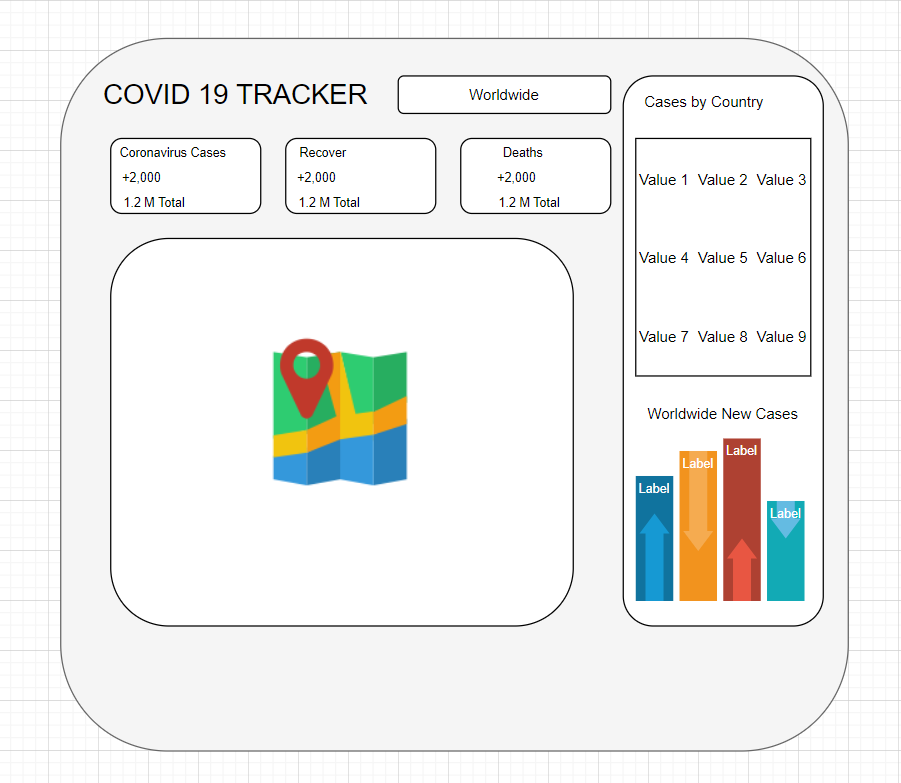 COVID 19 TRACKER
Worldwide
Coronavirus Cases
+2,000
1.2 M Total
Recover
+2,000
1.2 M Total
Deaths
+2,000
1.2 M Total
Cases by Country
Value 1 Value 2 Value 3
Value 4 Value 5 Value 6
Value 7 Value 8 Value 9
Worldwide New Cases
Label
Label
Label
Label